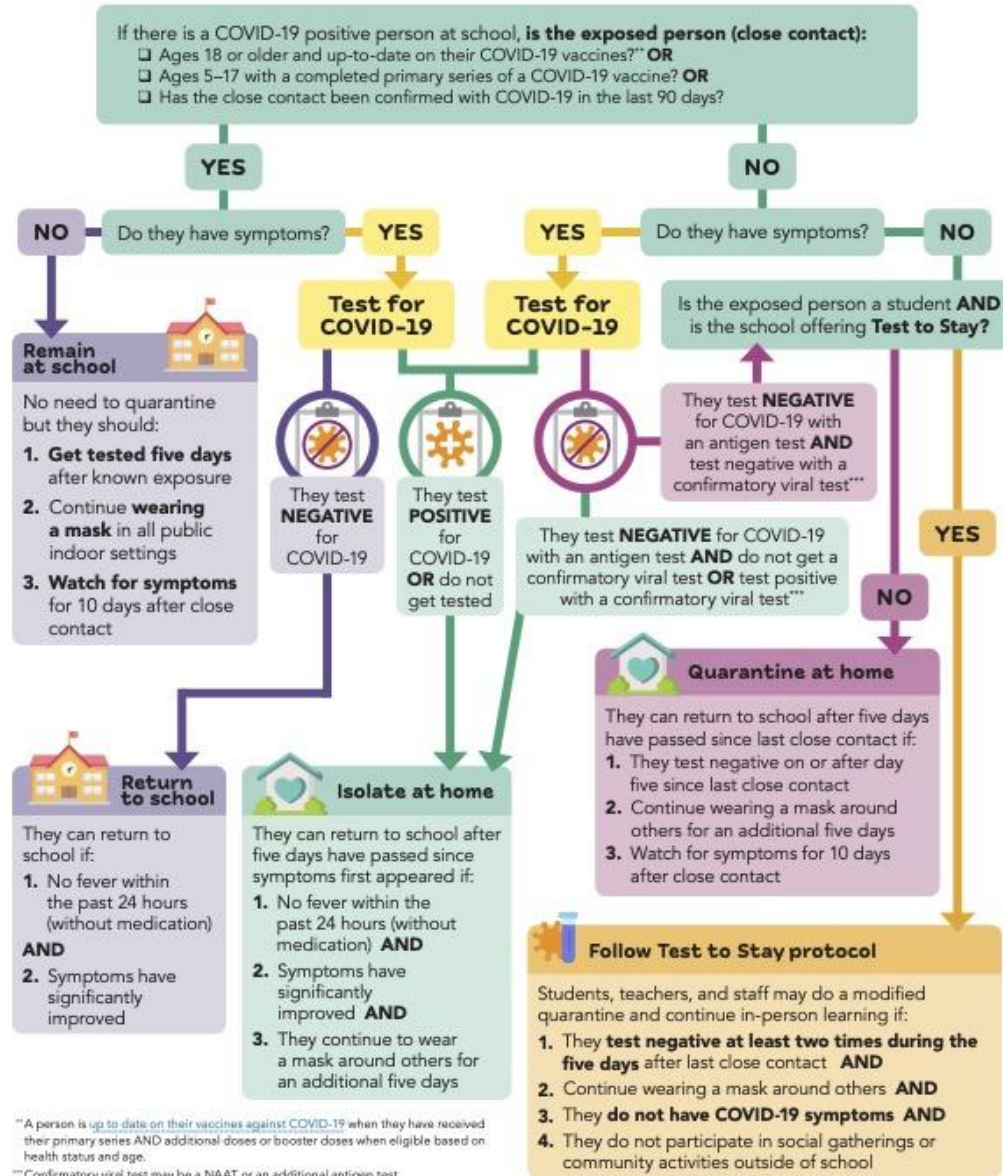 If there is a COVID-19 positive person at school, is the exposed person (close contact):
❑ Ages 18 or older and up-to-date on their COVID-19 vaccines?** OR
❑ Ages 5–17 with a completed primary series of a COVID-19 vaccine? OR
❑ Has the close contact been confirmed with COVID-19 in the last 90 days?
YES
NO
NO
Do they have symptoms?
YES
YES
Do they have symptoms?
NO
Test for
COVID-19
Test for
COVID-19
Is the exposed person a student AND
is the school offering Test to Stay?
Remain
at school
No need to quarantine
but they should:
1. Get tested five days
after known exposure
2. Continue wearing
a mask in all public
indoor settings
3. Watch for symptoms
for 10 days after close
contact
They test
NEGATIVE
for
COVID-19
They test
POSITIVE
for
COVID-19
OR do not
get tested
They test NEGATIVE
for COVID-19 with
an antigen test AND
test negative with a
confirmatory viral test***
They test NEGATIVE for COVID-19
with an antigen test AND do not get a
confirmatory viral test OR test positive
with a confirmatory viral test***
YES
NO
Quarantine at home
They can return to school after five days
have passed since last close contact if:
1. They test negative on or after day
five since last close contact
2. Continue wearing a mask around
others for an additional five days
3. Watch for symptoms for 10 days
after close contact
Return
to school
They can return to
school if:
1. No fever within
the past 24 hours
(without medication)
AND
2. Symptoms have
significantly
improved
Isolate at home
They can return to school after
five days have passed since
symptoms first appeared if:
1. No fever within the
past 24 hours (without
medication) AND
2. Symptoms have
significantly
improved AND
3. They continue to wear
a mask around others for
an additional five days
Follow Test to Stay protocol
Students, teachers, and staff may do a modified
quarantine and continue in-person learning if:
1. They test negative at least two times during the
five days after last close contact AND
2. Continue wearing a mask around others AND
3. They do not have COVID-19 symptoms AND
4. They do not participate in social gatherings or
community activities outside of school
**A person is up to date on their vaccines against COVID-19 when they have received
their primary series AND additional doses or booster doses when eligible based on
health status and age.
***Confirmatory viral test may be a NAAT or an additional antigen test